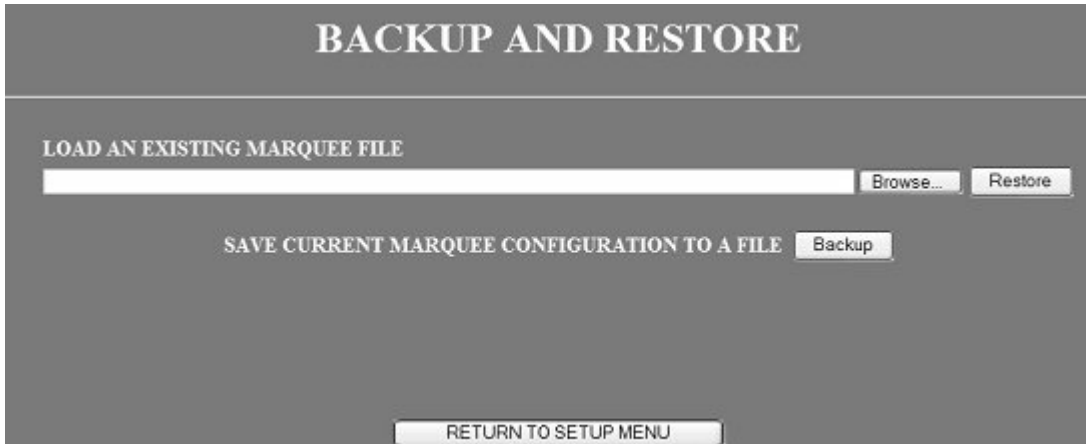 BACKUP AND RESTORE
LOAD AN EXISTING MARQUEE FILE
Browse... Restore
SAVE CURRENT MARQUEE CONFIGURATION TO A FILE Backup
RETURN TO SETUP MENU